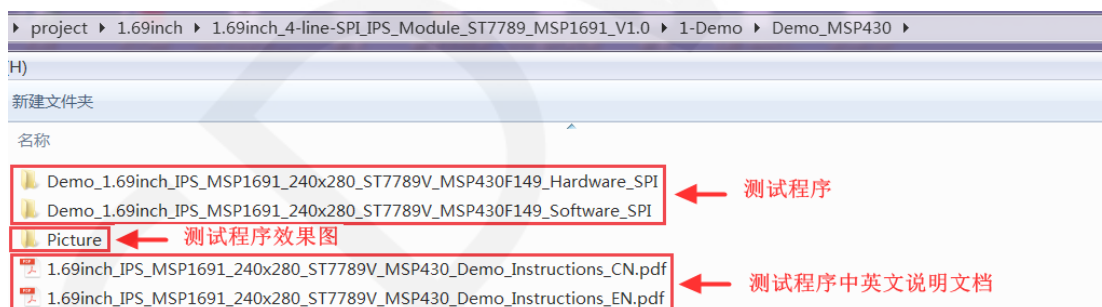 project ▸ 1.69inch ▸ 1.69inch_4-line-SPI_IPS_Module_ST7789_MSP1691_V1.0 ▸ 1-Demo ▸ Demo_MSP430 ▸
(H)
新建文件夹
名称
Demo_1.69inch_IPS_MSP1691_240x280_ST7789V_MSP430F149_Hardware_SPI
测试程序
Demo_1.69inch_IPS_MSP1691_240x280_ST7789V_MSP430F149_Software_SPI
Picture 测试程序效果图
1.69inch_IPS_MSP1691_240x280_ST7789V_MSP430_Demo_Instructions_CN.pdf
测试程序中英文说明文档
1.69inch_IPS_MSP1691_240x280_ST7789V_MSP430_Demo_Instructions_EN.pdf